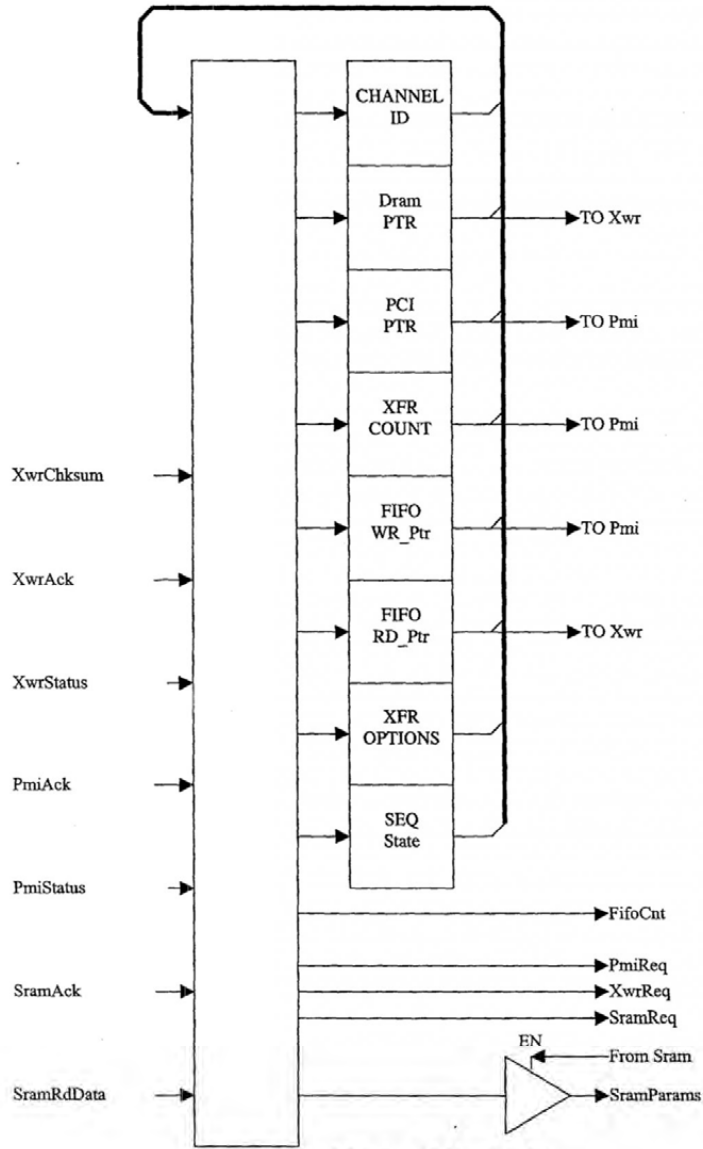 CHANNEL
ID
Dram
PTR
TO Xwr
PCI
PTR
TO Pmi
XFR
COUNT
TO Pmi
XwrChksum
FIFO
WR_Ptr
TO Pmi
XwrAck
FIFO
RD_Ptr
TO Xwr
XwrStatus
XFR
OPTIONS
PmiAck
SEQ
State
PmiStatus
FifoCnt
PmiReq
SramAck
XwrReq
SramReq
EN
From Sram
SramRdData
SramParams